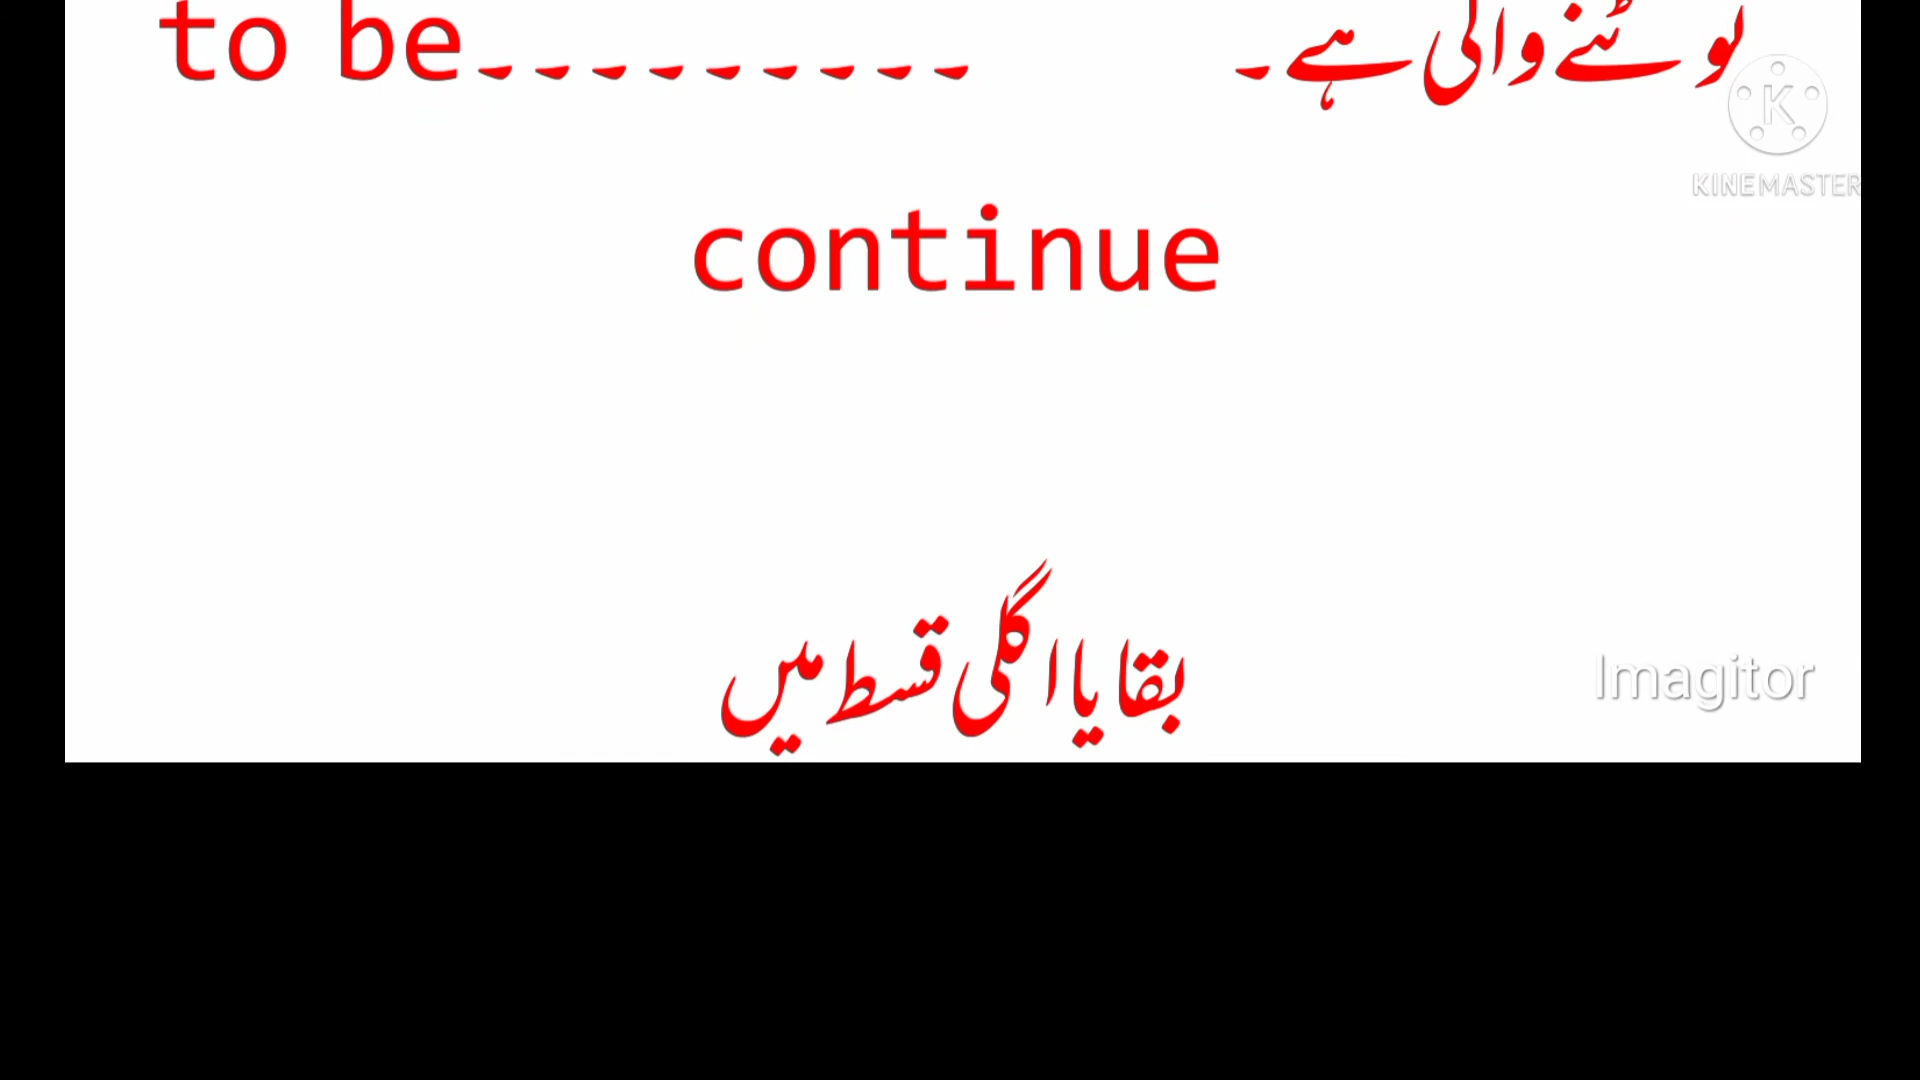 ٹوٹنے والی ہے۔ ۔۔۔۔۔۔۔۔۔to be
continue
بقایا اگلی قسط میں
K
KINEMASTER
Imagitor